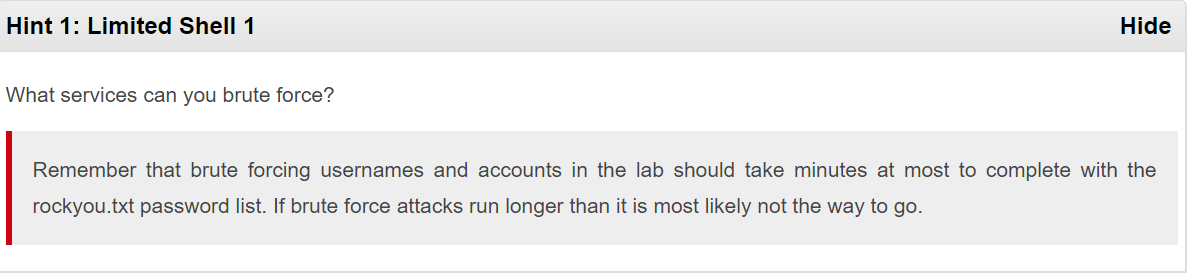 Hint 1: Limited Shell 1 Hide
What services can you brute force?
Remember that brute forcing usernames and accounts in the lab should take minutes at most to complete with the
rockyou.txt password list. If brute force attacks run longer than it is most likely not the way to go.